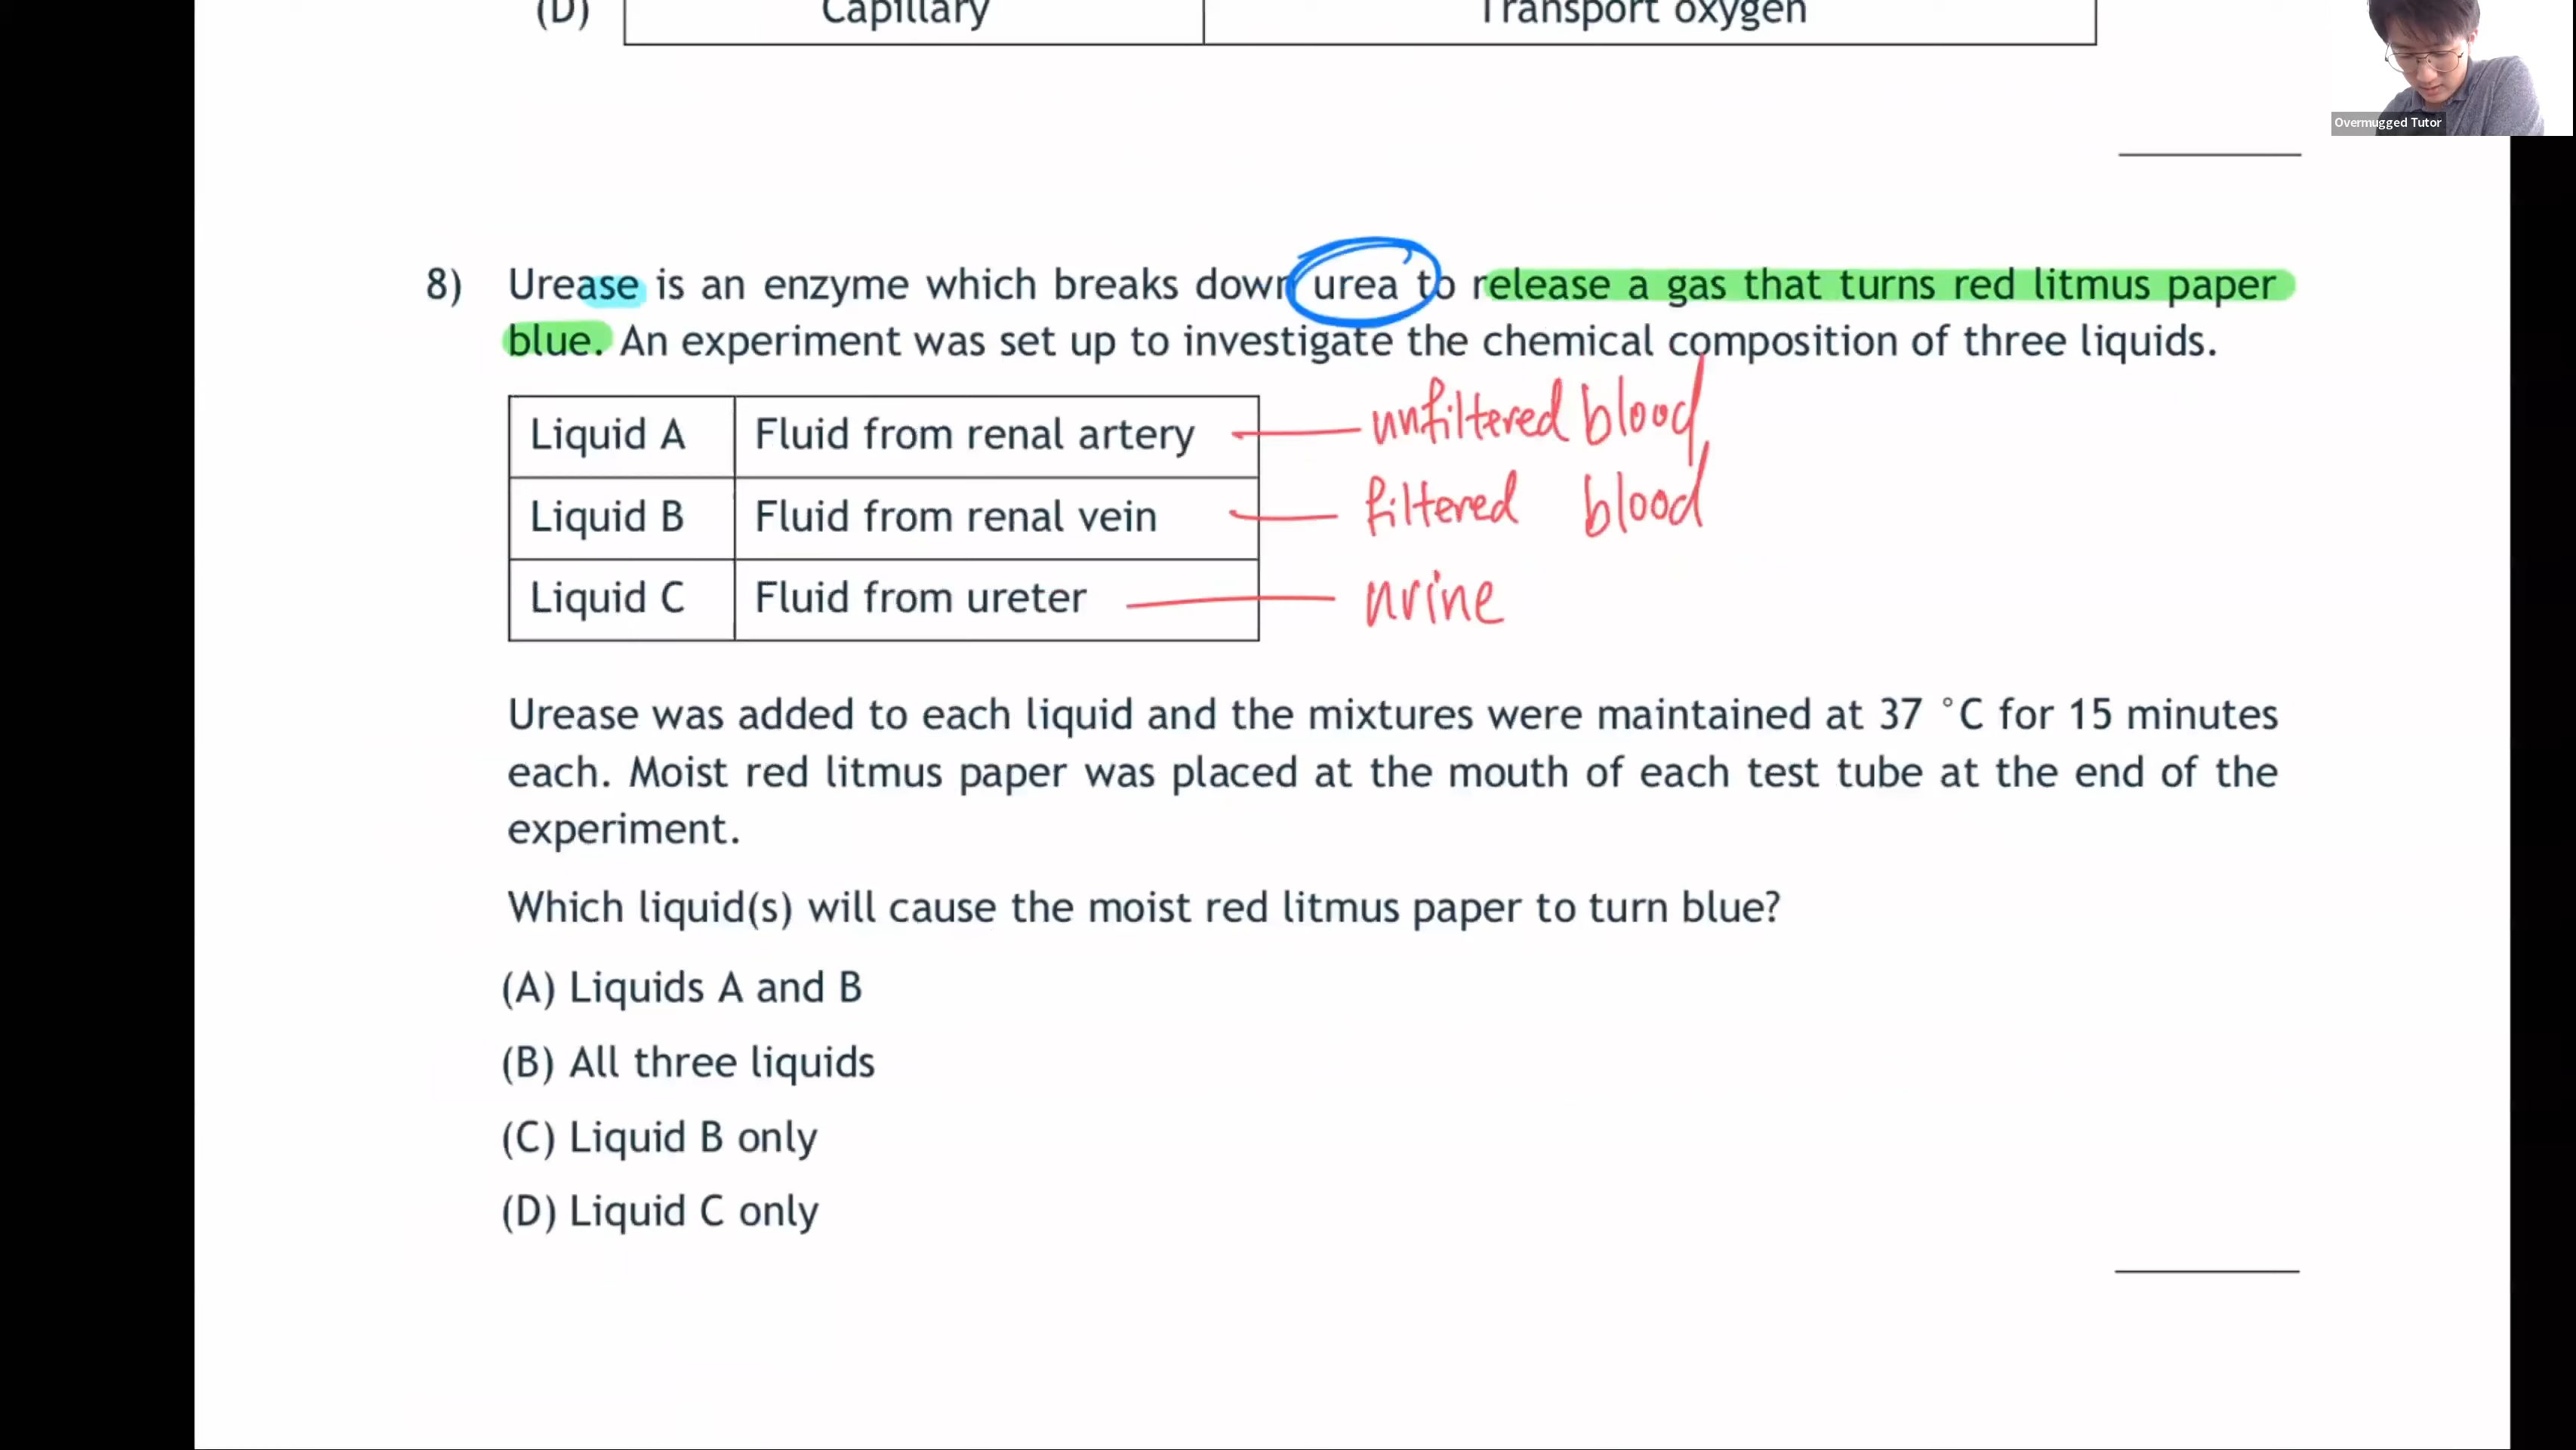 (D) Capillary Transport oxygen
Overmugged Tutor
8) Urease is an enzyme which breaks down urea to release a gas that turns red litmus paper
blue. An experiment was set up to investigate the chemical composition of three liquids.
Liquid A Fluid from renal artery unfiltered blood
Liquid B Fluid from renal vein filtered blood
Liquid C Fluid from ureter urine
Urease was added to each liquid and the mixtures were maintained at 37 °C for 15 minutes
each. Moist red litmus paper was placed at the mouth of each test tube at the end of the
experiment.
Which liquid(s) will cause the moist red litmus paper to turn blue?
(A) Liquids A and B
(B) All three liquids
(C) Liquid B only
(D) Liquid C only